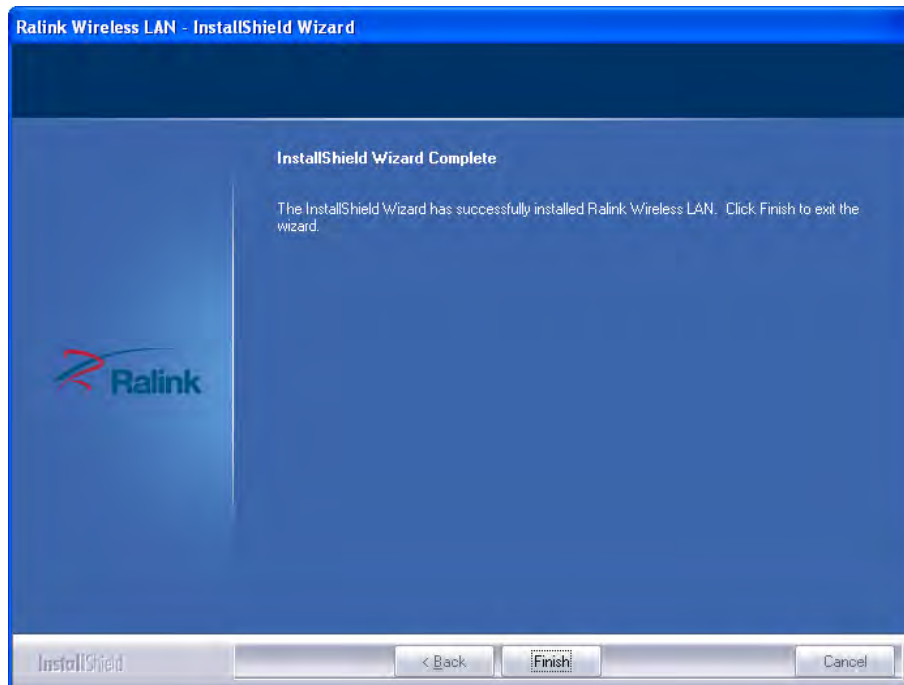 Ralink Wireless LAN - InstallShield Wizard
InstallShield Wizard Complete
The InstallShield Wizard has successfully installed Ralink Wireless LAN. Click Finish to exit the
wizard.
Ralink
InstallShield
< Back
Finish
Cancel